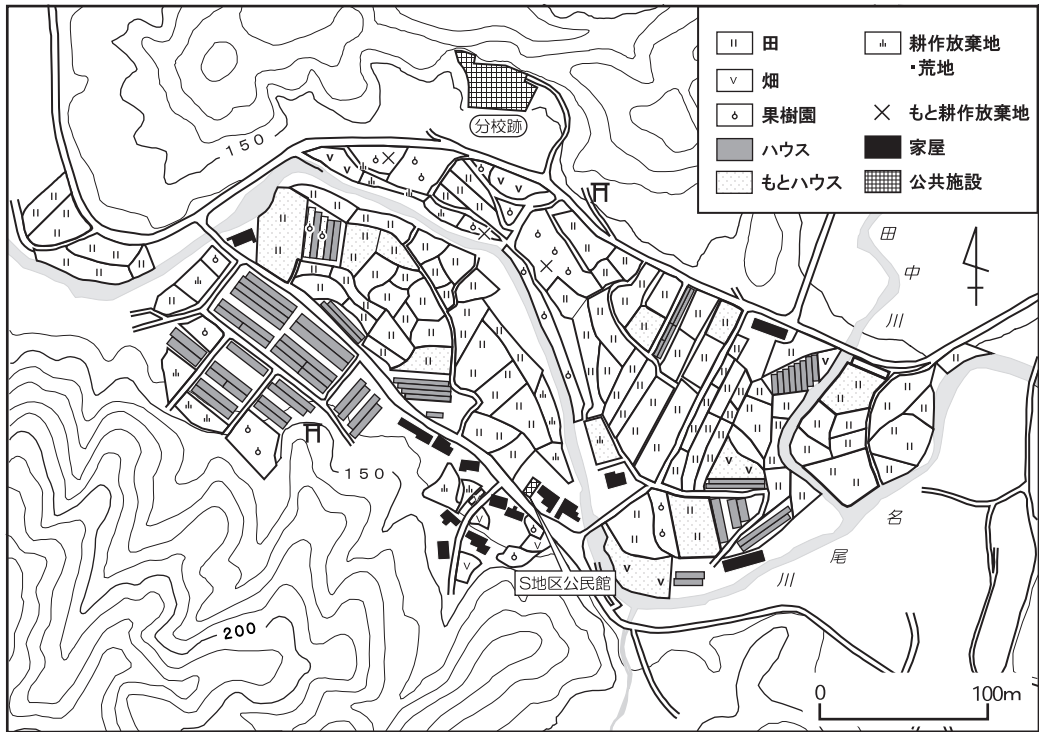 田
畑
果樹園
ハウス
もとハウス
耕作放棄地
・荒地
もと耕作放棄地
家屋
公共施設
150
分校跡
田中川
150
名尾川
S地区公民館
200
0 100m